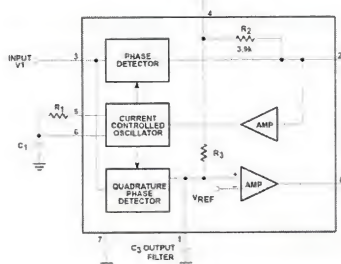 4
R2
3.9k
INPUT
V1
3
PHASE
DETECTOR
2
R1
5
CURRENT
CONTROLLED
OSCILLATOR
6
AMP
C1
R3
QUADRATURE
PHASE
DETECTOR
+
AMP
VREF
−
7
1
C3 OUTPUT
FILTER